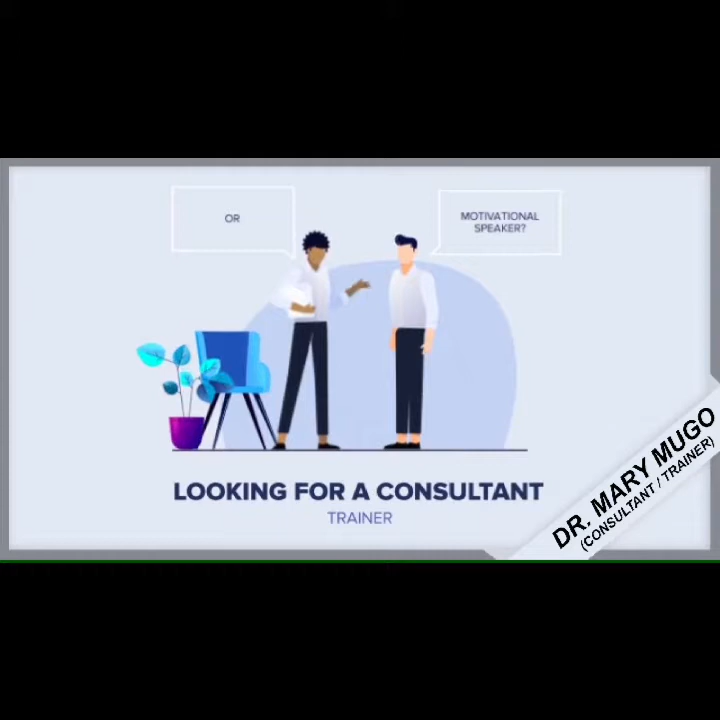 OR
MOTIVATIONAL
SPEAKER?
LOOKING FOR A CONSULTANT
TRAINER
DR. MARY MUGO
(CONSULTANT / TRAINER)